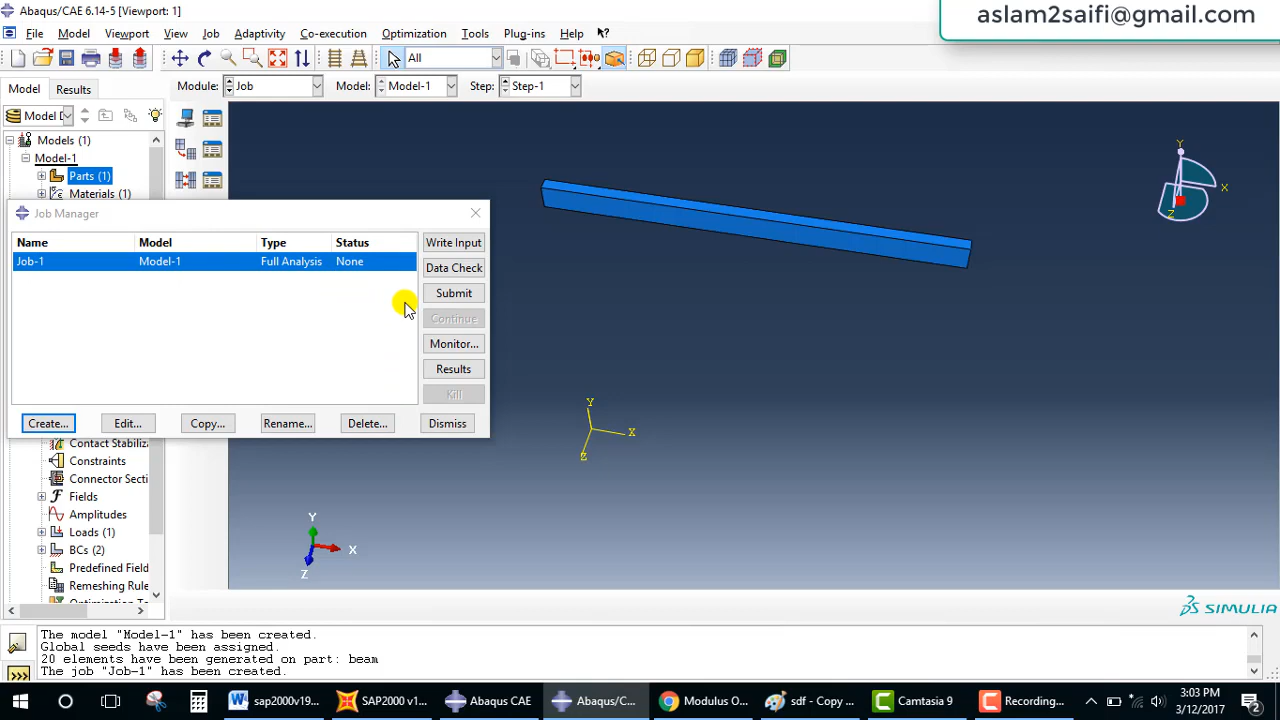 Abaqus/CAE 6.14-5 [Viewport: 1]
aslam2saifi@gmail.com
File Model Viewport View Job Adaptivity Co-execution Optimization Tools Plug-ins Help
All
Model Results
Module: Job Model: Model-1 Step: Step-1
Model D
Models (1)
Model-1
Parts (1)
Materials (1)
Job Manager
Name Model Type Status
Job-1 Model-1 Full Analysis None
Write Input
Data Check
Submit
Continue
Monitor...
Results
Kill
Create... Edit... Copy... Rename... Delete... Dismiss
Contact Stabiliza
Constraints
Connector Secti
Fields
Amplitudes
Loads (1)
BCs (2)
Predefined Field
Remeshing Rule
Y
X
Z
Y
X
Z
Y
X
Z
SIMULIA
The model "Model-1" has been created.
Global seeds have been assigned.
20 elements have been generated on part: beam
The job "Job-1" has been created.
>>>
sap2000v19... SAP2000 v1... Abaqus CAE Abaqus/C... Modulus O... sdf - Copy ... Camtasia 9 Recording...
3:03 PM
3/12/2017
2